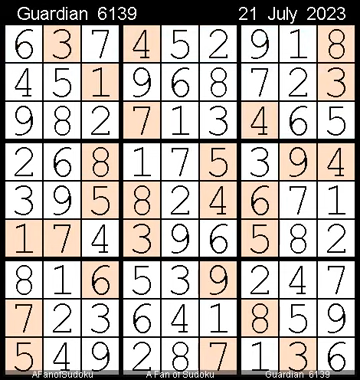 Guardian 6139 21 July 2023
6 3 7 4 5 2 9 1 8
4 5 1 9 6 8 7 2 3
9 8 2 7 1 3 4 6 5
2 6 8 1 7 5 3 9 4
3 9 5 8 2 4 6 7 1
1 7 4 3 9 6 5 8 2
8 1 6 5 3 9 2 4 7
7 2 3 6 4 1 8 5 9
5 4 9 2 8 7 1 3 6
AFanofSudoku A Fan of Sudoku Guardian 6139